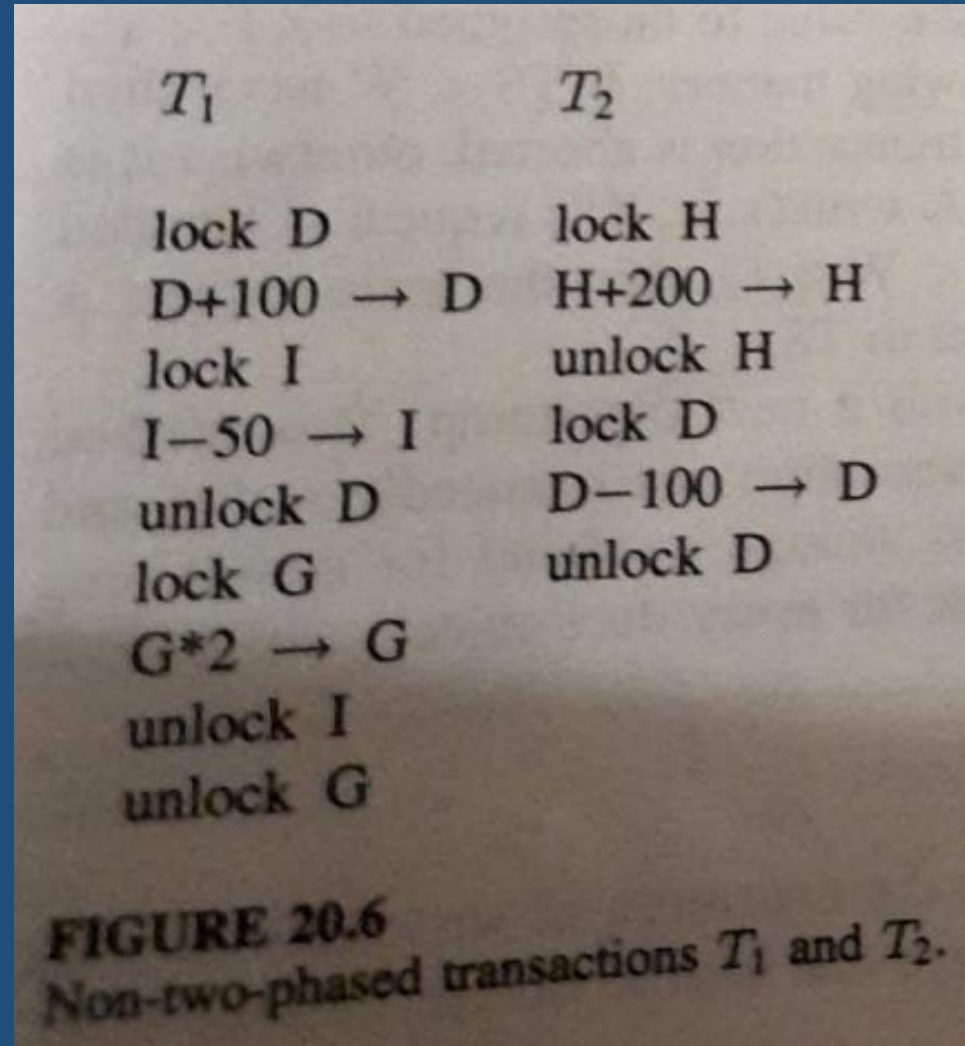 T₁ T₂
lock D lock H
D+100 → D H+200 → H
lock I unlock H
I−50 → I lock D
unlock D D−100 → D
lock G unlock D
G*2 → G
unlock I
unlock G
FIGURE 20.6
Non-two-phased transactions T₁ and T₂.